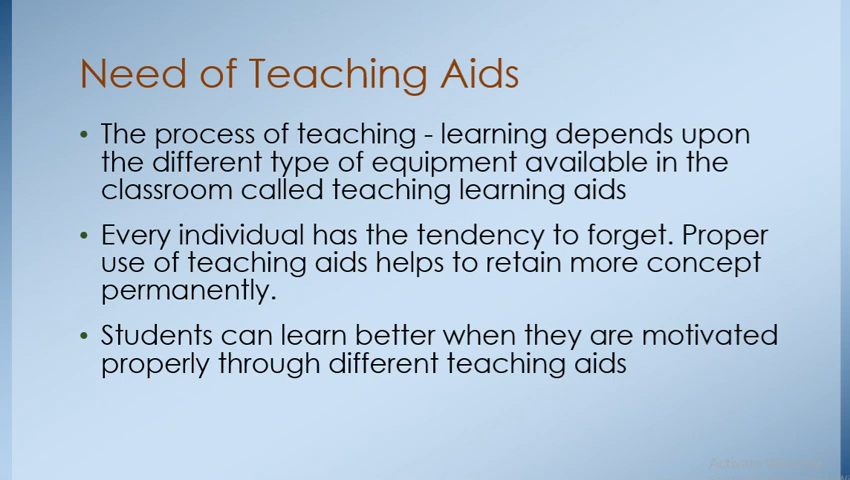 Need of Teaching Aids
• The process of teaching - learning depends upon
the different type of equipment available in the
classroom called teaching learning aids
• Every individual has the tendency to forget. Proper
use of teaching aids helps to retain more concept
permanently.
• Students can learn better when they are motivated
properly through different teaching aids